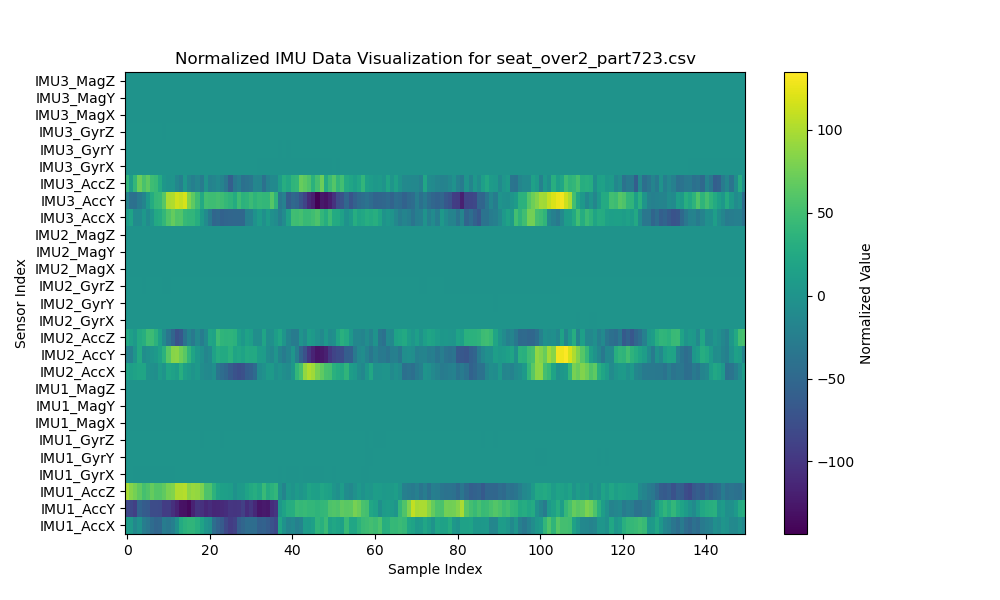 Normalized IMU Data Visualization for seat_over2_part723.csv
IMU3_MagZ
IMU3_MagY
IMU3_MagX
IMU3_GyrZ
IMU3_GyrY
IMU3_GyrX
IMU3_AccZ
IMU3_AccY
IMU3_AccX
IMU2_MagZ
IMU2_MagY
IMU2_MagX
IMU2_GyrZ
IMU2_GyrY
IMU2_GyrX
IMU2_AccZ
IMU2_AccY
IMU2_AccX
IMU1_MagZ
IMU1_MagY
IMU1_MagX
IMU1_GyrZ
IMU1_GyrY
IMU1_GyrX
IMU1_AccZ
IMU1_AccY
IMU1_AccX
Sensor Index
0 20 40 60 80 100 120 140
Sample Index
100
50
0
−50
−100
Normalized Value